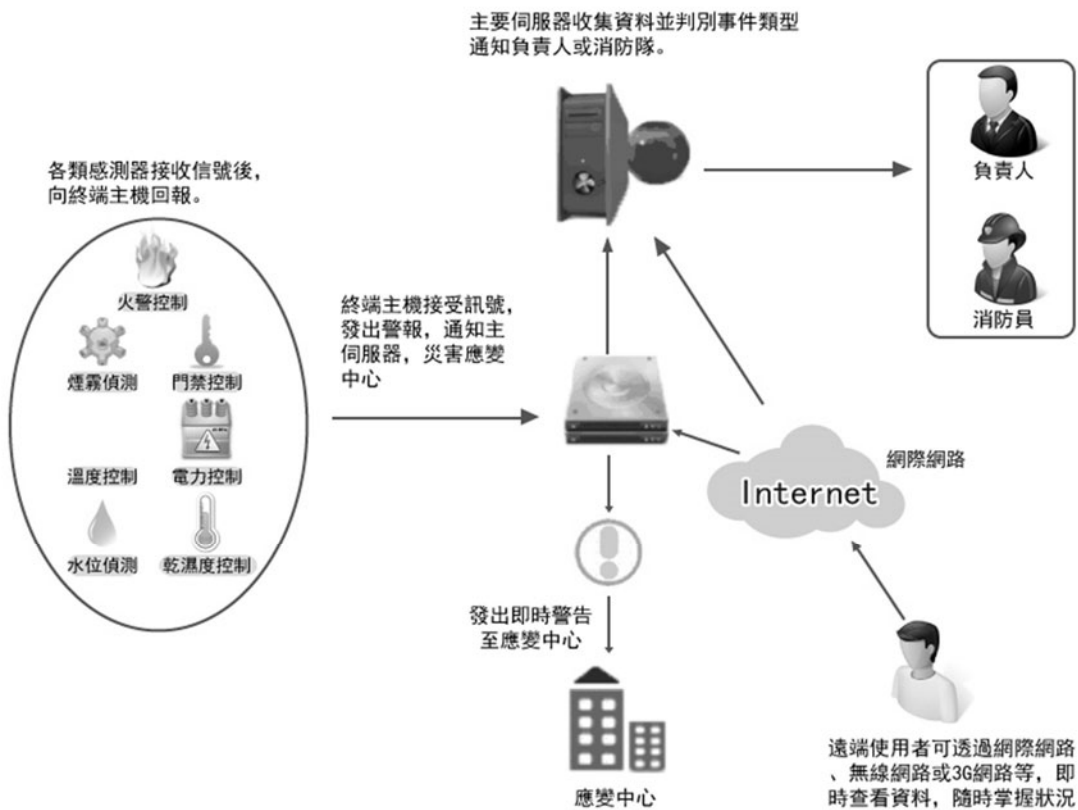 主要伺服器收集資料並判別事件類型
通知負責人或消防隊。
負責人
消防員
各類感測器接收信號後，
向終端主機回報。
火警控制
煙霧偵測
門禁控制
溫度控制
電力控制
水位偵測
乾濕度控制
終端主機接受訊號，
發出警報，通知主
伺服器，災害應變
中心
網際網路
Internet
發出即時警告
至應變中心
應變中心
遠端使用者可透過網際網路
、無線網路或3G網路等，即
時查看資料，隨時掌握狀況